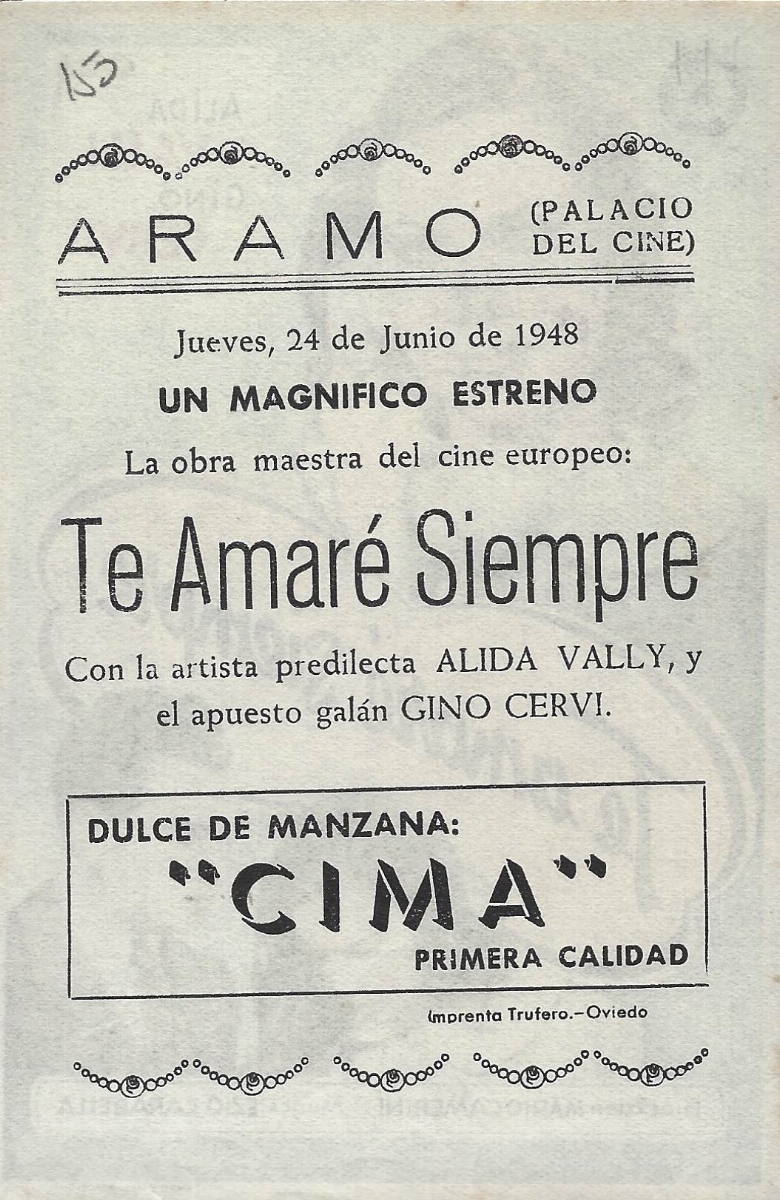 ARAMO (PALACIO
DEL CINE)
Jueves, 24 de Junio de 1948
UN MAGNIFICO ESTRENO
La obra maestra del cine europeo:
Te Amaré Siempre
Con la artista predilecta ALIDA VALLY, y
el apuesto galán GINO CERVI.
DULCE DE MANZANA:
"CIMA"
PRIMERA CALIDAD
Imprenta Trufero.-Oviedo